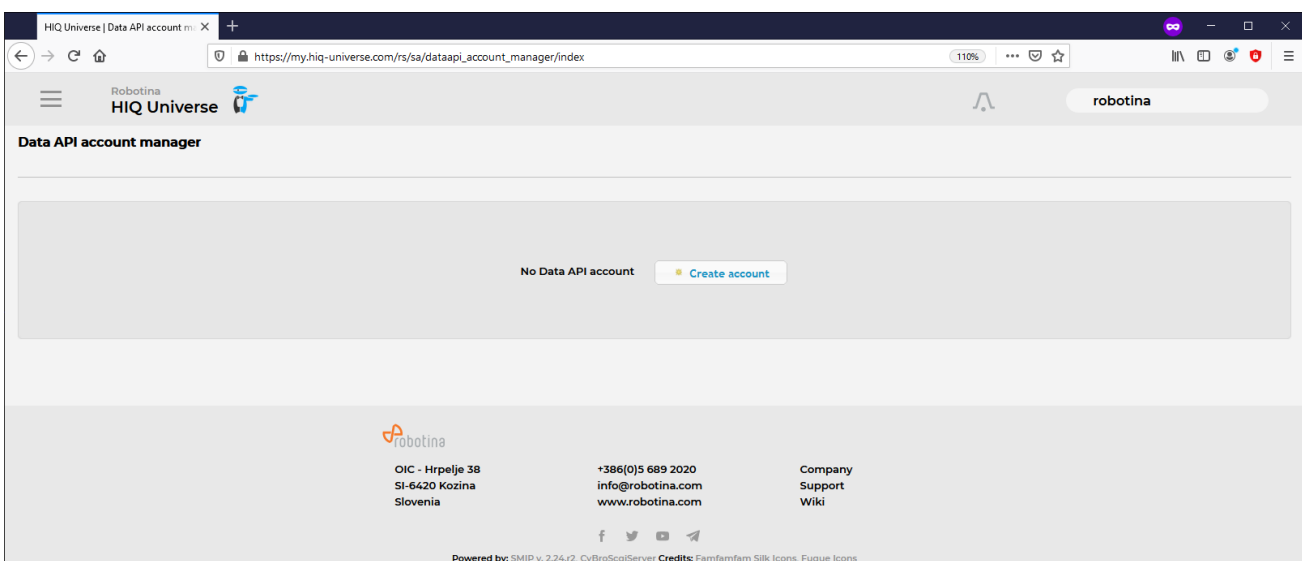 HIQ Universe | Data API account m
https://my.hiq-universe.com/rs/sa/dataapi_account_manager/index
110%
Robotina
HIQ Universe
robotina
Data API account manager
No Data API account
Create account
robotina
OIC - Hrpelje 38
+386(0)5 689 2020
Company
SI-6420 Kozina
info@robotina.com
Support
Slovenia
www.robotina.com
Wiki
Powered by: SMIP v. 2.24.r2, CyBroScgiServer Credits: Famfamfam Silk Icons, Fugue Icons